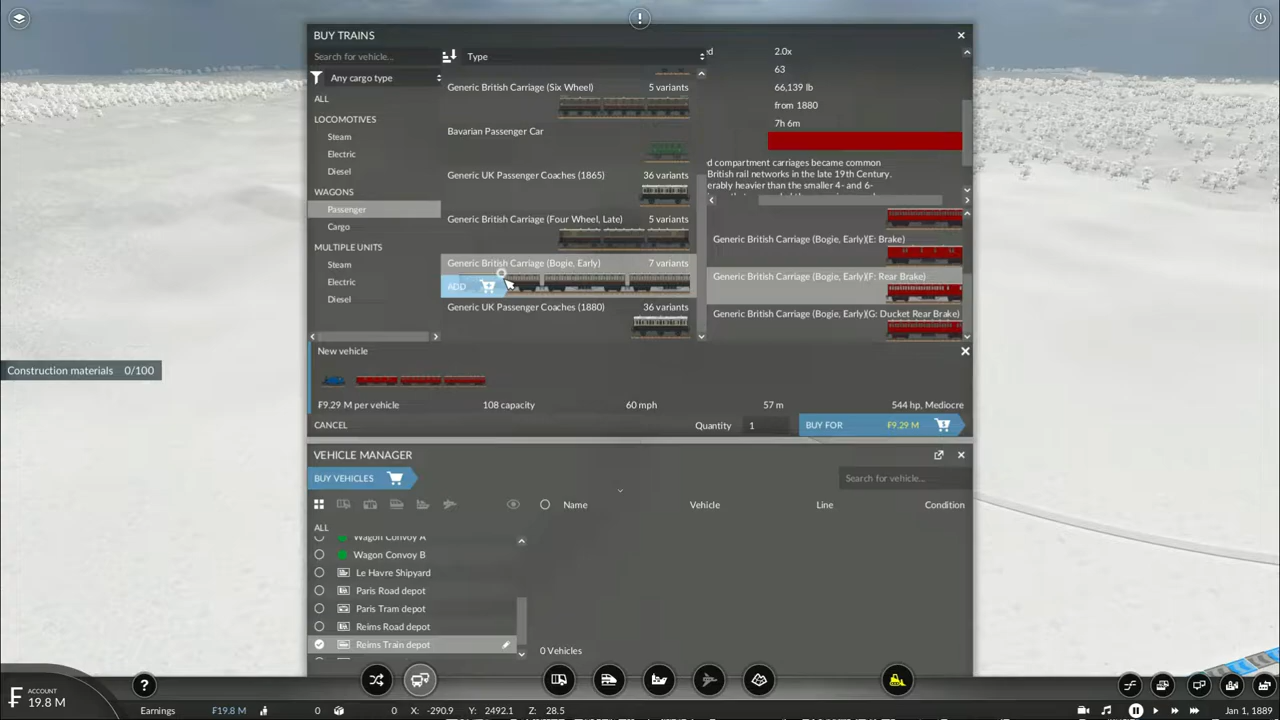 BUY TRAINS
Search for vehicle...
Type
Any cargo type
ALL
LOCOMOTIVES
Steam
Electric
Diesel
WAGONS
Passenger
Cargo
MULTIPLE UNITS
Steam
Electric
Diesel
Generic British Carriage (Six Wheel) 5 variants
Bavarian Passenger Car
Generic UK Passenger Coaches (1865) 36 variants
Generic British Carriage (Four Wheel, Late) 5 variants
Generic British Carriage (Bogie, Early) 7 variants
ADD
Generic UK Passenger Coaches (1880) 36 variants
2.0x
63
66,139 lb
from 1880
7h 6m
d compartment carriages became common
British rail networks in the late 19th Century.
erably heavier than the smaller 4- and 6-
Generic British Carriage (Bogie, Early)(E: Brake)
Generic British Carriage (Bogie, Early)(F: Rear Brake)
Generic British Carriage (Bogie, Early)(G: Ducket Rear Brake)
Construction materials 0/100
New vehicle
₣9.29 M per vehicle 108 capacity 60 mph 57 m 544 hp, Mediocre
CANCEL Quantity 1 BUY FOR ₣9.29 M
VEHICLE MANAGER
BUY VEHICLES Search for vehicle...
Name Vehicle Line Condition
ALL
Wagon Convoy A
Wagon Convoy B
Le Havre Shipyard
Paris Road depot
Paris Tram depot
Reims Road depot
Reims Train depot
0 Vehicles
ACCOUNT
19.8 M
Earnings ₣19.8 M 0 0 X: -290.9 Y: 2492.1 Z: 28.5 Jan 1, 1889